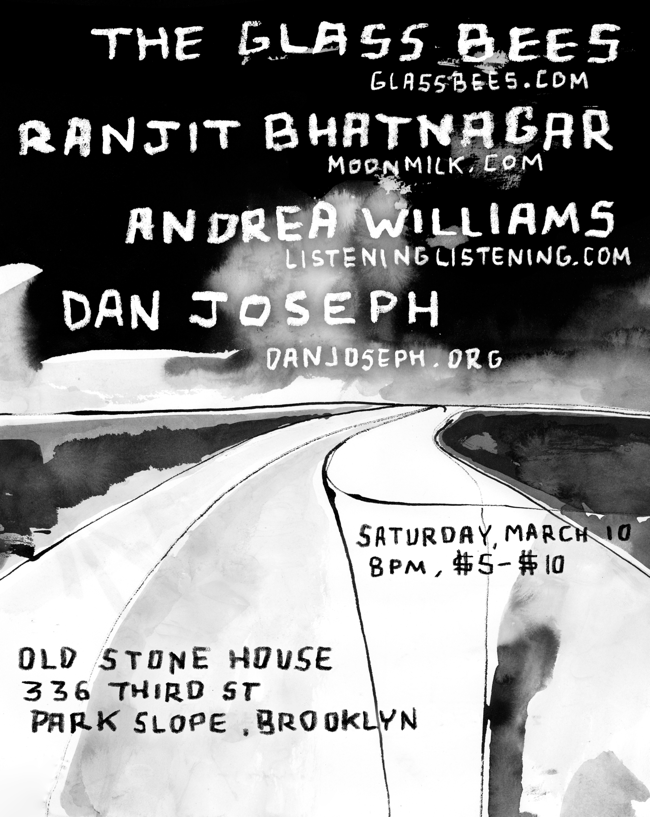 THE GLASS BEES
GLASSBEES.COM
RANJIT BHATNAGAR
MOONMILK.COM
ANDREA WILLIAMS
LISTENINGLISTENING.COM
DAN JOSEPH
DANJOSEPH.ORG
SATURDAY, MARCH 10
8PM, $5-$10
OLD STONE HOUSE
336 THIRD ST
PARK SLOPE, BROOKLYN